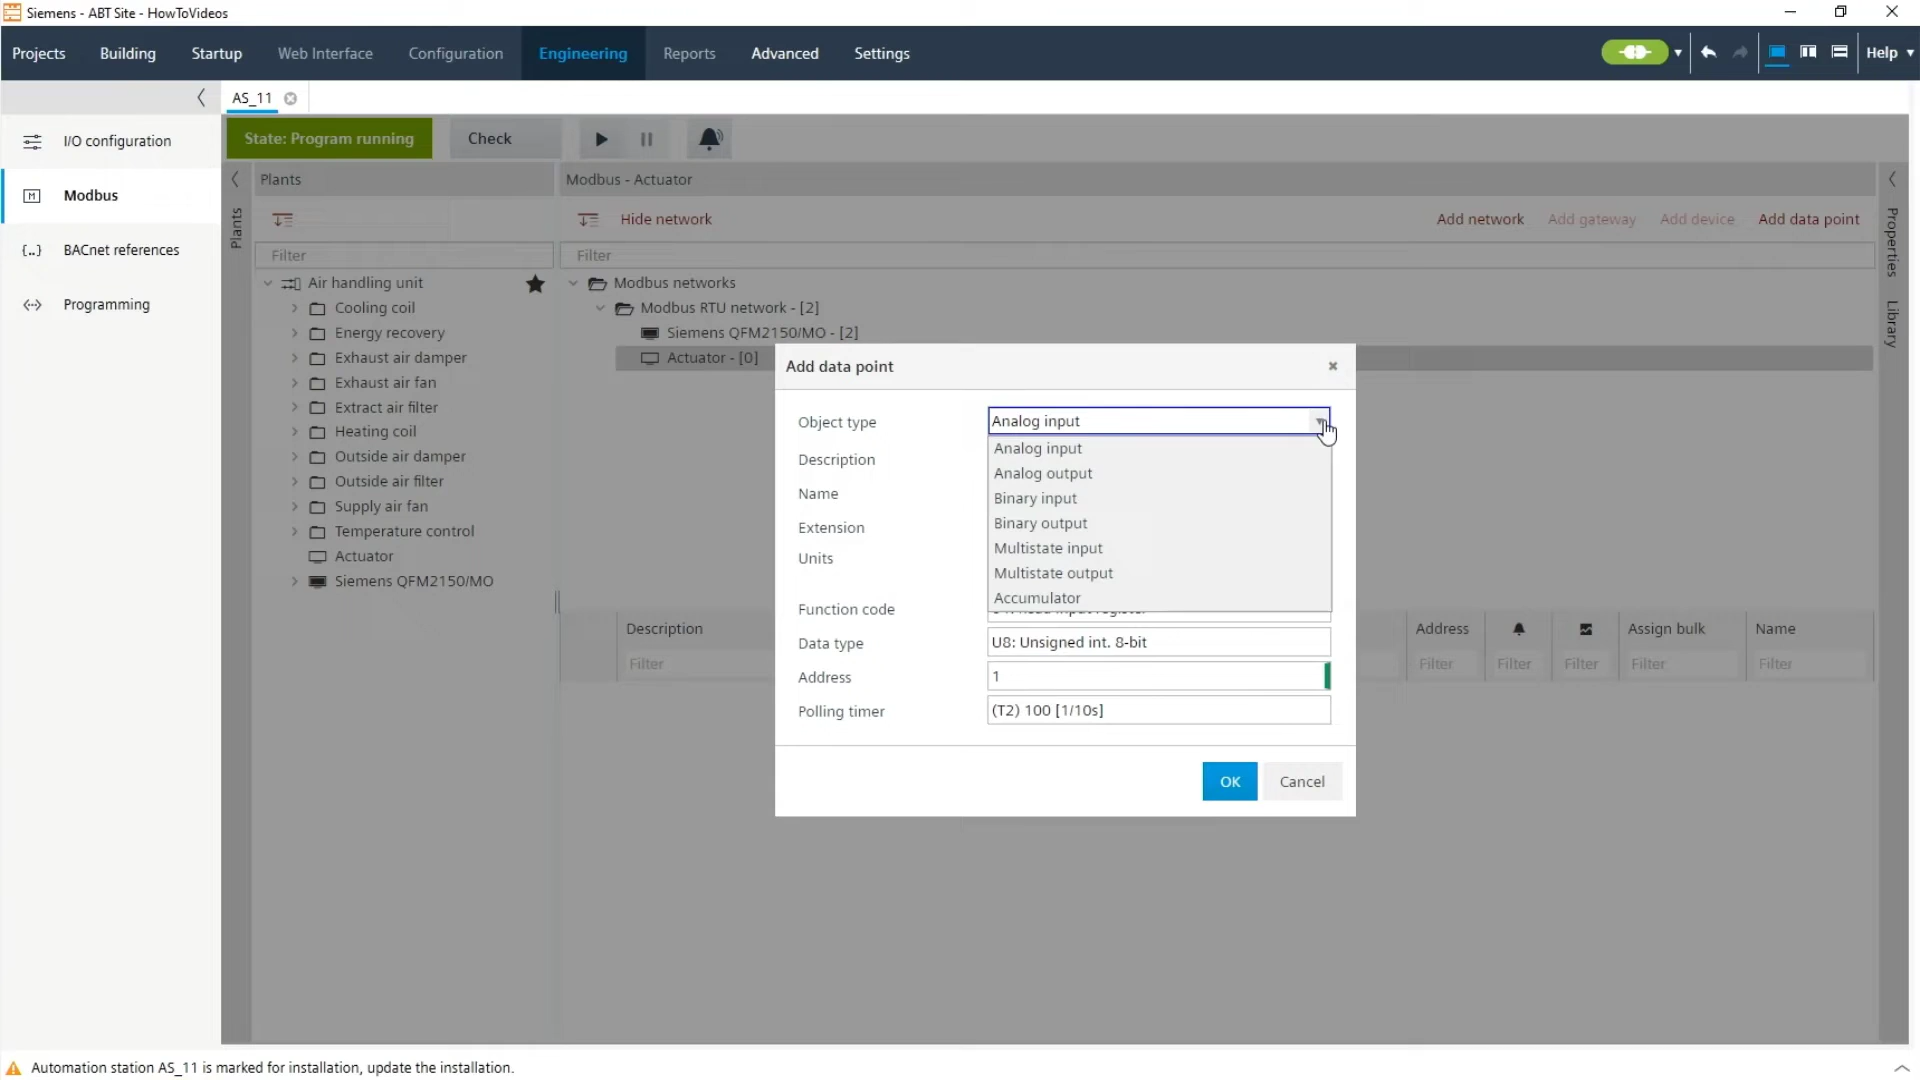 Siemens - ABT Site - HowToVideos
Projects
Building
Startup
Web Interface
Configuration
Engineering
Reports
Advanced
Settings
Help
AS_11
I/O configuration
Modbus
BACnet references
Programming
State: Program running
Check
Plants
Plants
Filter
Air handling unit
Cooling coil
Energy recovery
Exhaust air damper
Exhaust air fan
Extract air filter
Heating coil
Outside air damper
Outside air filter
Supply air fan
Temperature control
Actuator
Siemens QFM2150/MO
Modbus - Actuator
Hide network
Add network
Add gateway
Add device
Add data point
Filter
Modbus networks
Modbus RTU network - [2]
Siemens QFM2150/MO - [2]
Actuator - [0]
Properties
Library
Add data point
Object type
Analog input
Analog input
Analog output
Binary input
Binary output
Multistate input
Multistate output
Accumulator
Description
Name
Extension
Units
Function code
Data type
U8: Unsigned int. 8-bit
Address
1
Polling timer
(T2) 100 [1/10s]
OK
Cancel
Description
Address
Assign bulk
Name
Filter
Filter
Filter
Filter
Filter
Filter
Automation station AS_11 is marked for installation, update the installation.